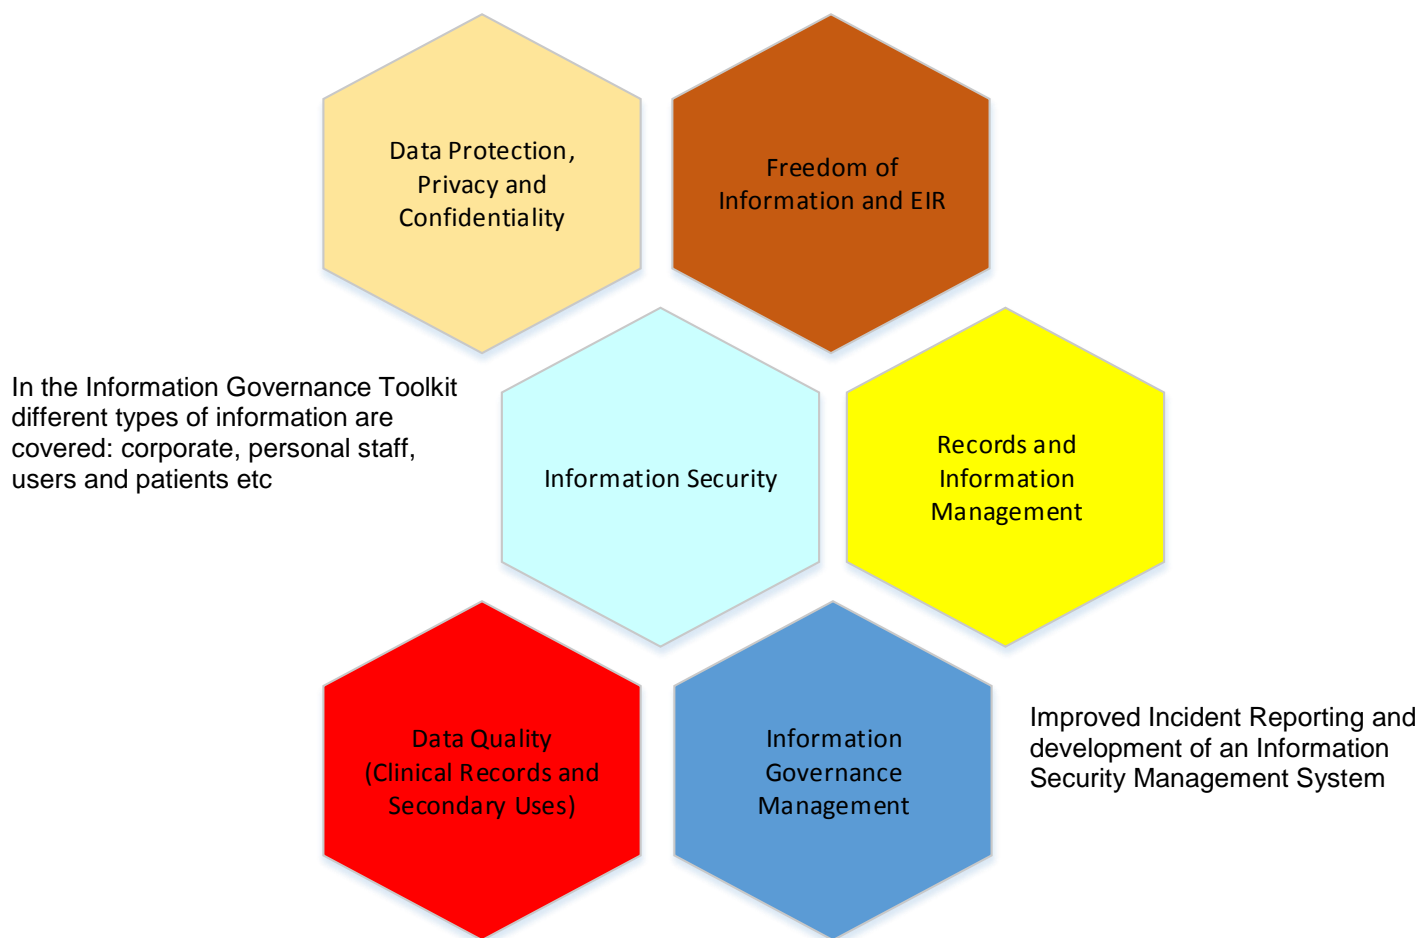 Data Protection,
Privacy and
Confidentiality
Freedom of
Information and EIR
In the Information Governance Toolkit
different types of information are
covered: corporate, personal staff,
users and patients etc
Information Security
Records and
Information
Management
Data Quality
(Clinical Records and
Secondary Uses)
Information
Governance
Management
Improved Incident Reporting and
development of an Information
Security Management System